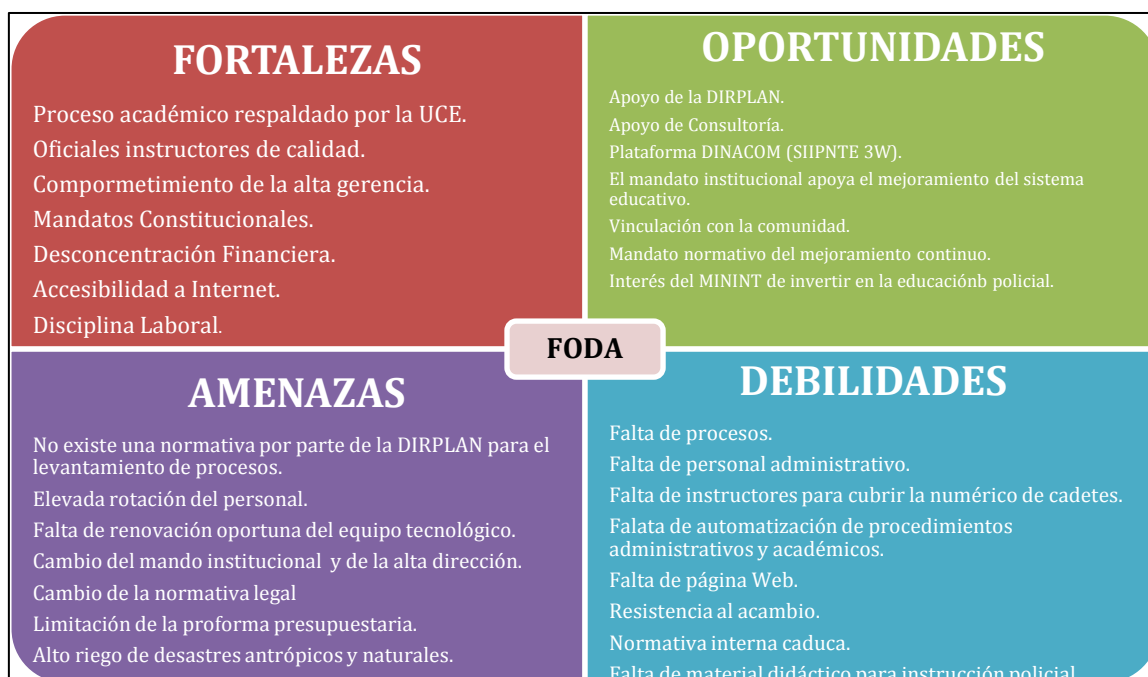 FORTALEZAS
Proceso académico respaldado por la UCE.
Oficiales instructores de calidad.
Compormetimiento de la alta gerencia.
Mandatos Constitucionales.
Desconcentración Financiera.
Accesibilidad a Internet.
Disciplina Laboral.
OPORTUNIDADES
Apoyo de la DIRPLAN.
Apoyo de Consultoría.
Plataforma DINACOM (SIIPNTE 3W).
El mandato institucional apoya el mejoramiento del sistema
educativo.
Vinculación con la comunidad.
Mandato normativo del mejoramiento continuo.
Interés del MININT de invertir en la educaciónb policial.
FODA
AMENAZAS
No existe una normativa por parte de la DIRPLAN para el
levantamiento de procesos.
Elevada rotación del personal.
Falta de renovación oportuna del equipo tecnológico.
Cambio del mando institucional y de la alta dirección.
Cambio de la normativa legal
Limitación de la proforma presupuestaria.
Alto riego de desastres antrópicos y naturales.
DEBILIDADES
Falta de procesos.
Falta de personal administrativo.
Falta de instructores para cubrir la numérico de cadetes.
Falata de automatización de procedimientos
administrativos y académicos.
Falta de página Web.
Resistencia al acambio.
Normativa interna caduca.
Falta de material didáctico para instrucción policial